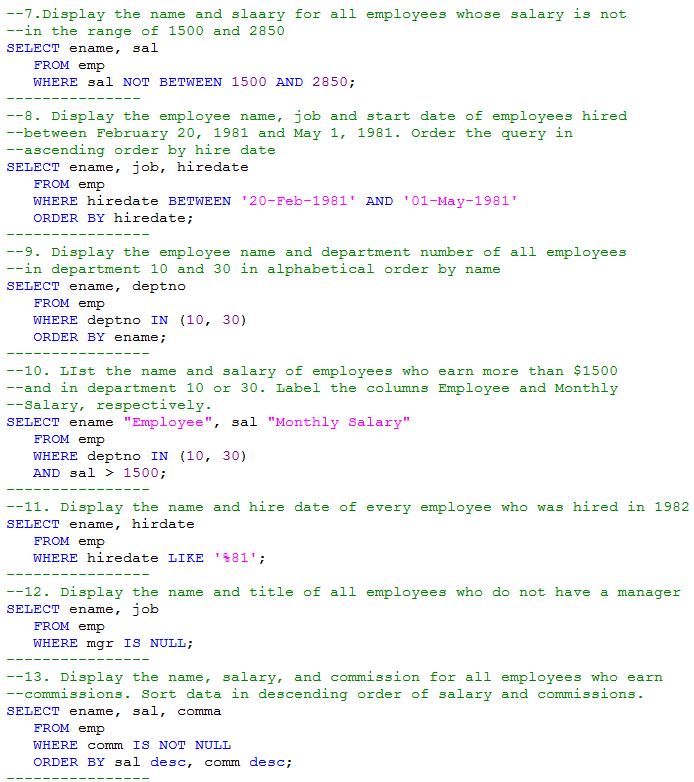 --7.Display the name and slaary for all employees whose salary is not
--in the range of 1500 and 2850
SELECT ename, sal
   FROM emp
   WHERE sal NOT BETWEEN 1500 AND 2850;
---------------
--8. Display the employee name, job and start date of employees hired
--between February 20, 1981 and May 1, 1981. Order the query in
--ascending order by hire date
SELECT ename, job, hiredate
   FROM emp
   WHERE hiredate BETWEEN '20-Feb-1981' AND '01-May-1981'
   ORDER BY hiredate;
----------------
--9. Display the employee name and department number of all employees
--in department 10 and 30 in alphabetical order by name
SELECT ename, deptno
   FROM emp
   WHERE deptno IN (10, 30)
   ORDER BY ename;
----------------
--10. LIst the name and salary of employees who earn more than $1500
--and in department 10 or 30. Label the columns Employee and Monthly
--Salary, respectively.
SELECT ename "Employee", sal "Monthly Salary"
   FROM emp
   WHERE deptno IN (10, 30)
   AND sal > 1500;
----------------
--11. Display the name and hire date of every employee who was hired in 1982
SELECT ename, hirdate
   FROM emp
   WHERE hiredate LIKE '%81';
----------------
--12. Display the name and title of all employees who do not have a manager
SELECT ename, job
   FROM emp
   WHERE mgr IS NULL;
----------------
--13. Display the name, salary, and commission for all employees who earn
--commissions. Sort data in descending order of salary and commissions.
SELECT ename, sal, comma
   FROM emp
   WHERE comm IS NOT NULL
   ORDER BY sal desc, comm desc;
----------------